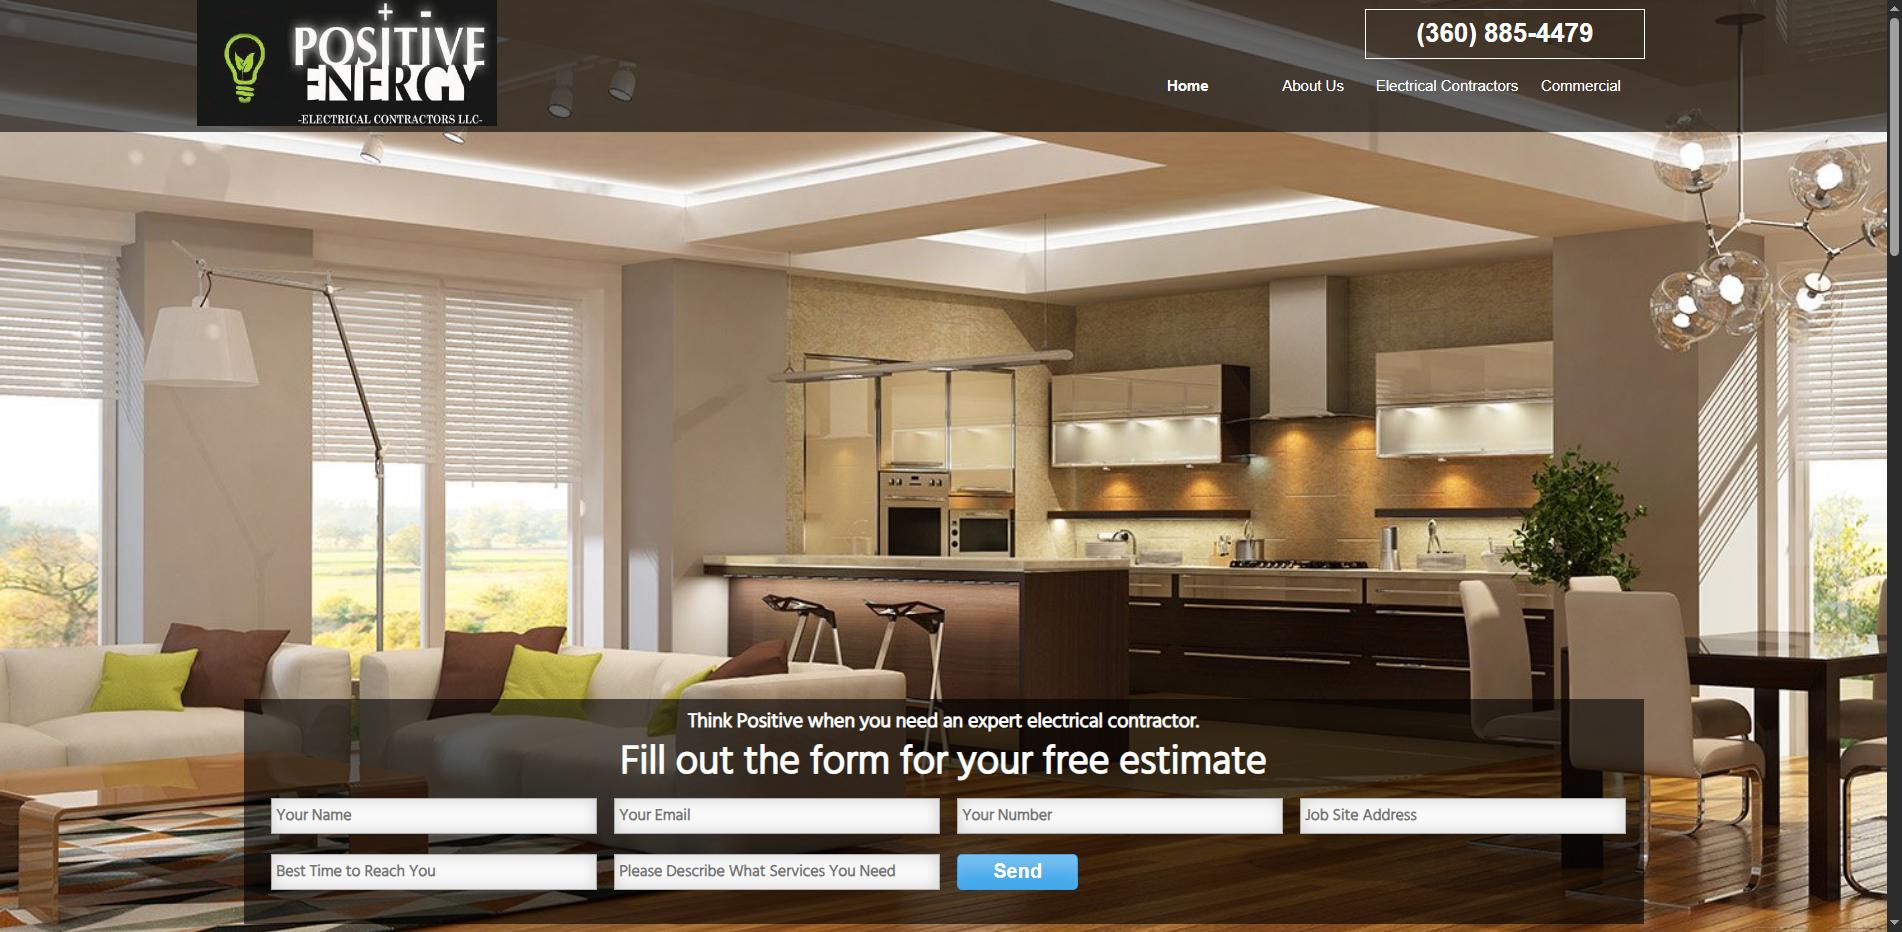 + -
POSITIVE
ENERGY
-ELECTRICAL CONTRACTORS LLC-
(360) 885-4479
Home About Us Electrical Contractors Commercial
Think Positive when you need an expert electrical contractor.
Fill out the form for your free estimate
Your Name Your Email Your Number Job Site Address
Best Time to Reach You Please Describe What Services You Need Send